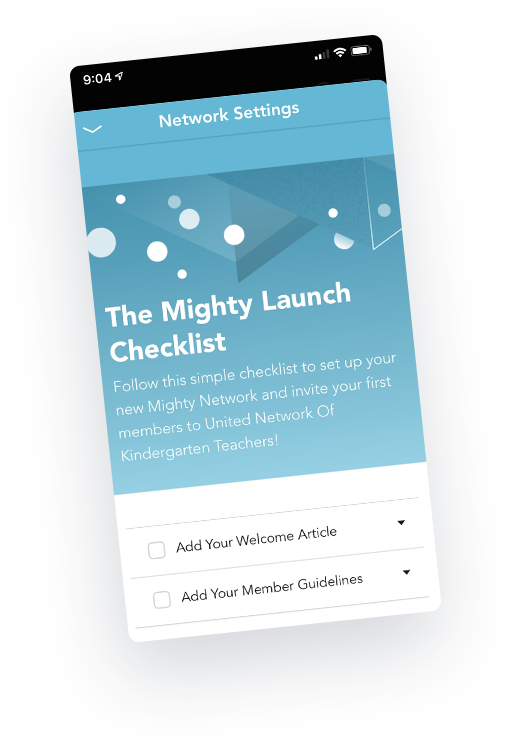 9:04
Network Settings
The Mighty Launch
Checklist
Follow this simple checklist to set up your
new Mighty Network and invite your first
members to United Network Of
Kindergarten Teachers!
Add Your Welcome Article
Add Your Member Guidelines